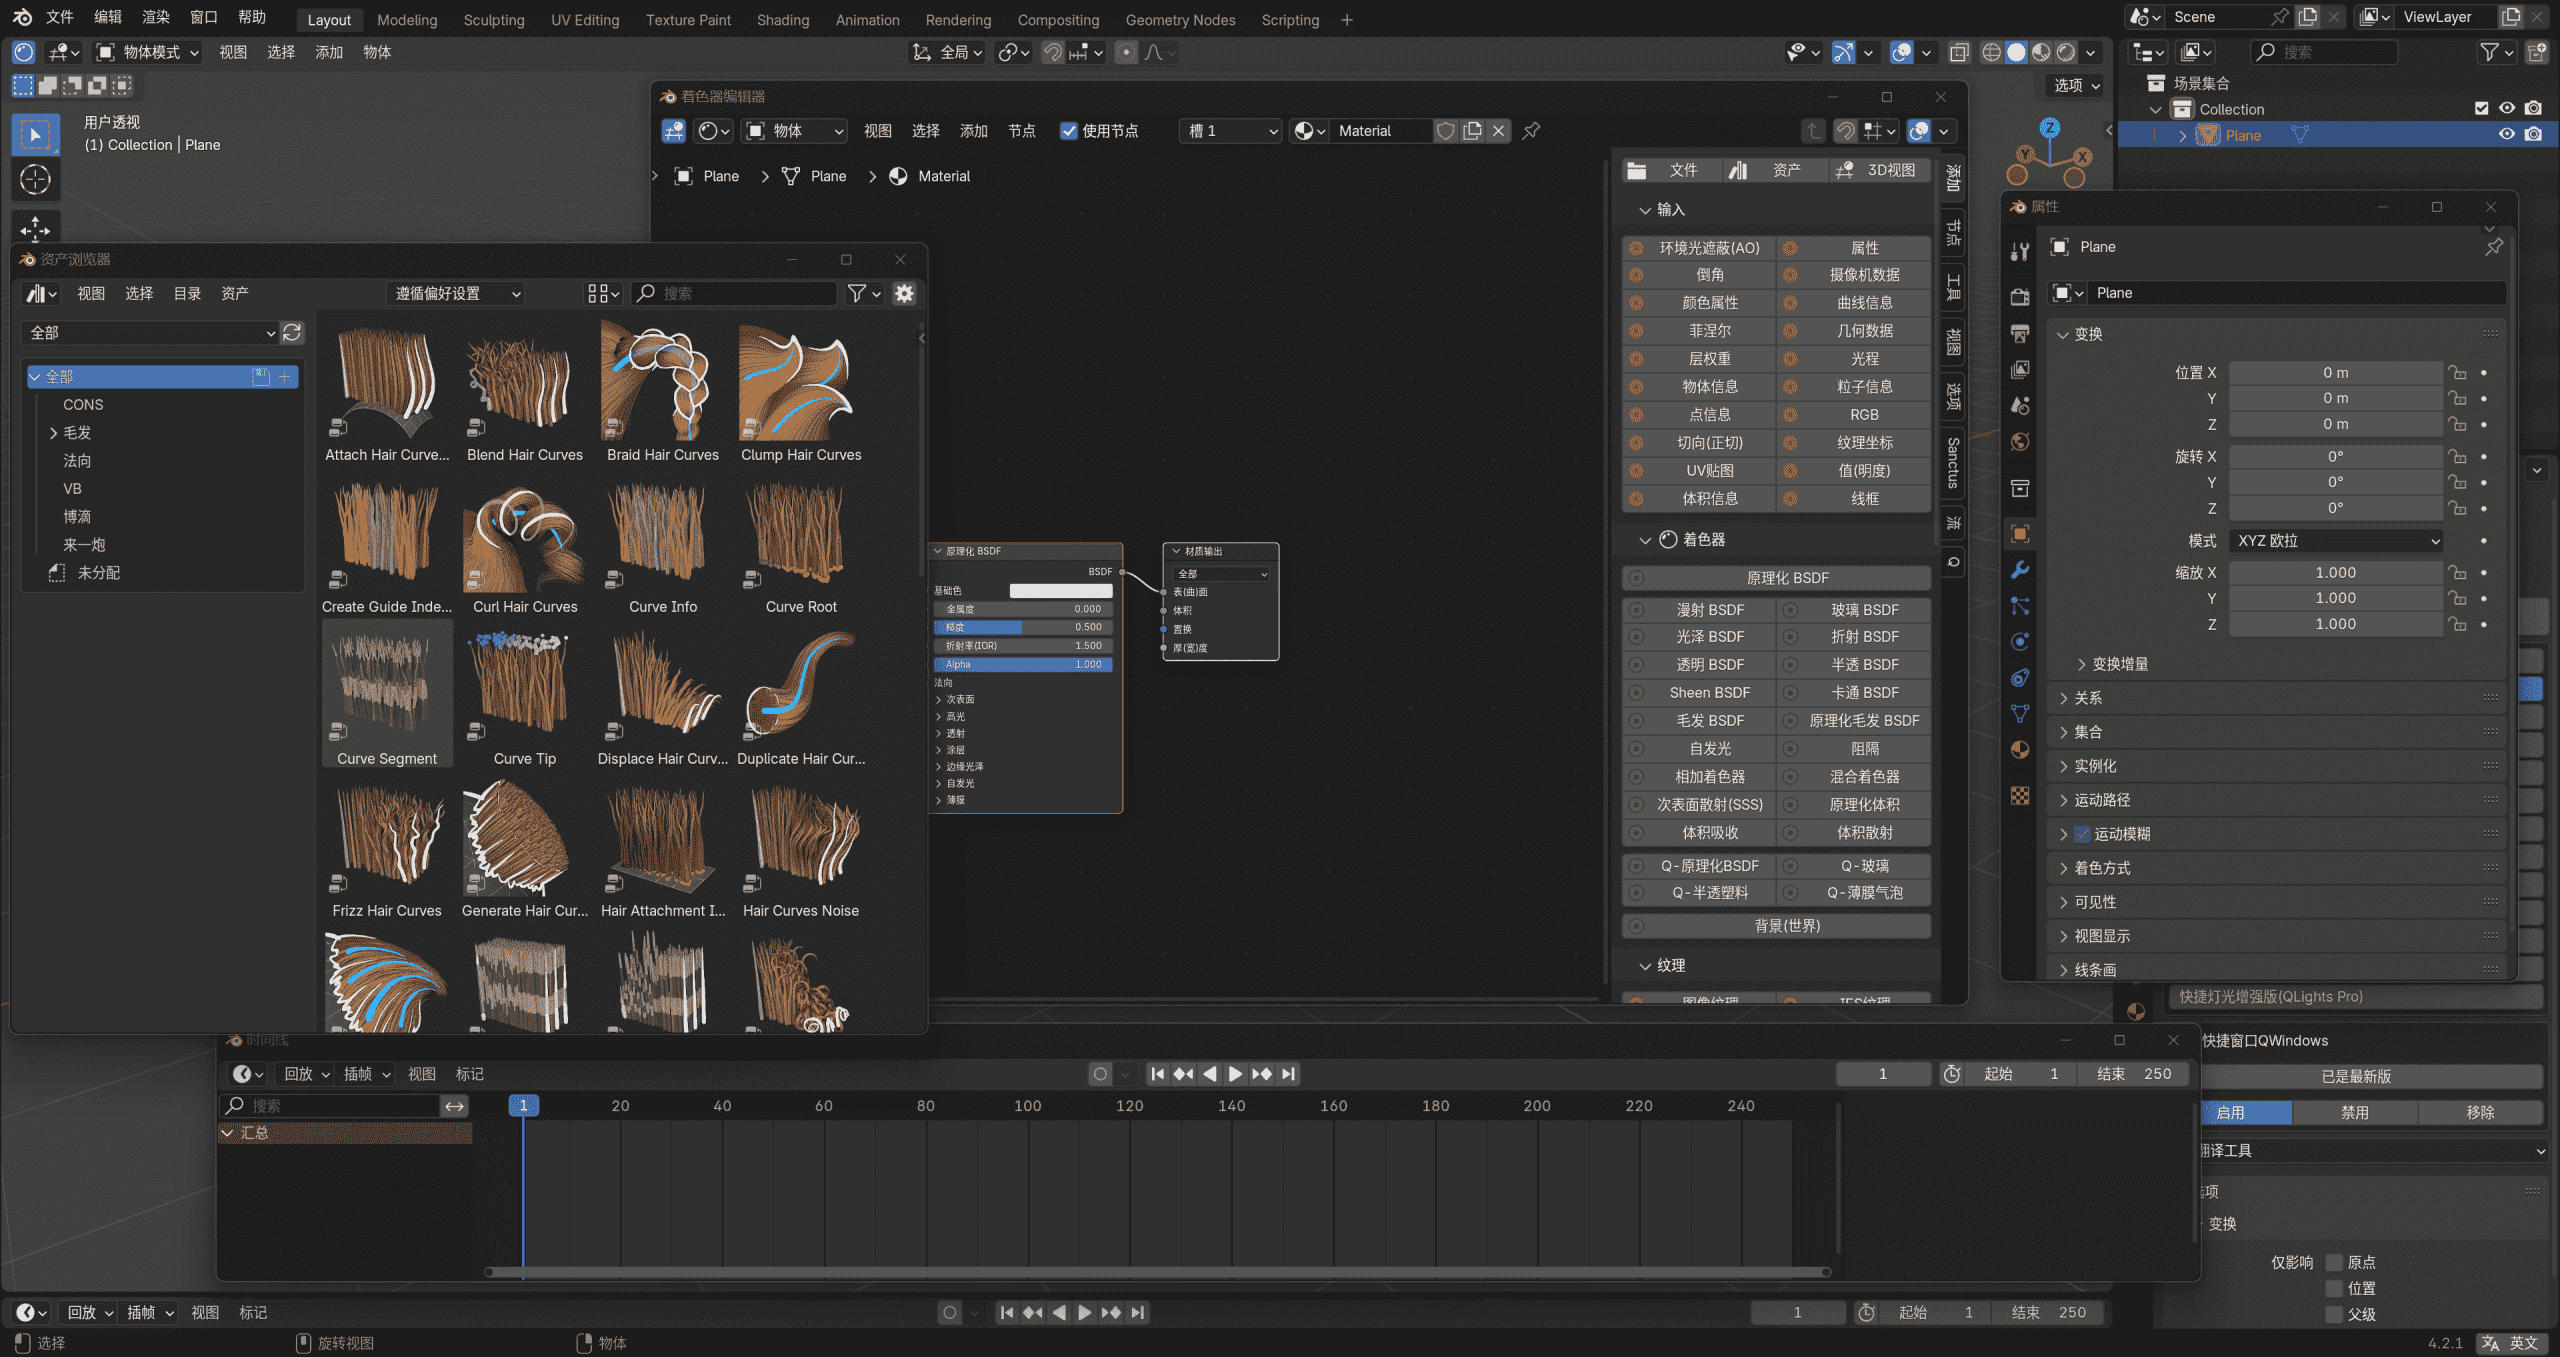 文件 编辑 渲染 窗口 帮助 Layout Modeling Sculpting UV Editing Texture Paint Shading Animation Rendering Compositing Geometry Nodes Scripting + Scene ViewLayer
物体模式 视图 选择 添加 物体 全局 搜索
选项
用户透视
(1) Collection | Plane
场景集合
Collection
Plane
着色器编辑器
物体 视图 选择 添加 节点 使用节点 槽 1 Material
Plane Plane Material
文件 资产 3D视图
输入
环境光遮蔽(AO) 属性
倒角 摄像机数据
颜色属性 曲线信息
菲涅尔 几何数据
层权重 光程
物体信息 粒子信息
点信息 RGB
切向(正切) 纹理坐标
UV贴图 值(明度)
体积信息 线框
着色器
原理化 BSDF
漫射 BSDF 玻璃 BSDF
光泽 BSDF 折射 BSDF
透明 BSDF 半透 BSDF
Sheen BSDF 卡通 BSDF
毛发 BSDF 原理化毛发 BSDF
自发光 阻隔
相加着色器 混合着色器
次表面散射(SSS) 原理化体积
体积吸收 体积散射
Q-原理化BSDF Q-玻璃
Q-半透塑料 Q-薄膜气泡
背景(世界)
纹理
图像纹理 IES纹理
添加
节点
工具
视图
选项
Sanctus
流
Q
原理化 BSDF
BSDF
基础色
金属度 0.000
糙度 0.500
折射率(IOR) 1.500
Alpha 1.000
法向
次表面
高光
透射
涂层
边缘光泽
自发光
薄膜
材质输出
全部
表(曲)面
体积
置换
厚(宽)度
资产浏览器
视图 选择 目录 资产 遵循偏好设置 搜索
全部
全部
CONS
毛发
法向
VB
博滴
来一炮
未分配
Attach Hair Curve... Blend Hair Curves Braid Hair Curves Clump Hair Curves
Create Guide Inde... Curl Hair Curves Curve Info Curve Root
Curve Segment Curve Tip Displace Hair Curv... Duplicate Hair Cur...
Frizz Hair Curves Generate Hair Cur... Hair Attachment I... Hair Curves Noise
属性
Plane
Plane
变换
位置 X 0 m
Y 0 m
Z 0 m
旋转 X 0°
Y 0°
Z 0°
模式 XYZ 欧拉
缩放 X 1.000
Y 1.000
Z 1.000
变换增量
关系
集合
实例化
运动路径
运动模糊
着色方式
可见性
视图显示
线条画
快捷灯光增强版(QLights Pro)
快捷窗口QWindows
已是最新版
启用 禁用 移除
翻译工具
项
变换
仅影响 原点
位置
父级
时间线
回放 插帧 视图 标记 1 起始 1 结束 250
搜索 1 20 40 60 80 100 120 140 160 180 200 220 240
汇总
回放 插帧 视图 标记 1 起始 1 结束 250
选择 旋转视图 物体 4.2.1 英文